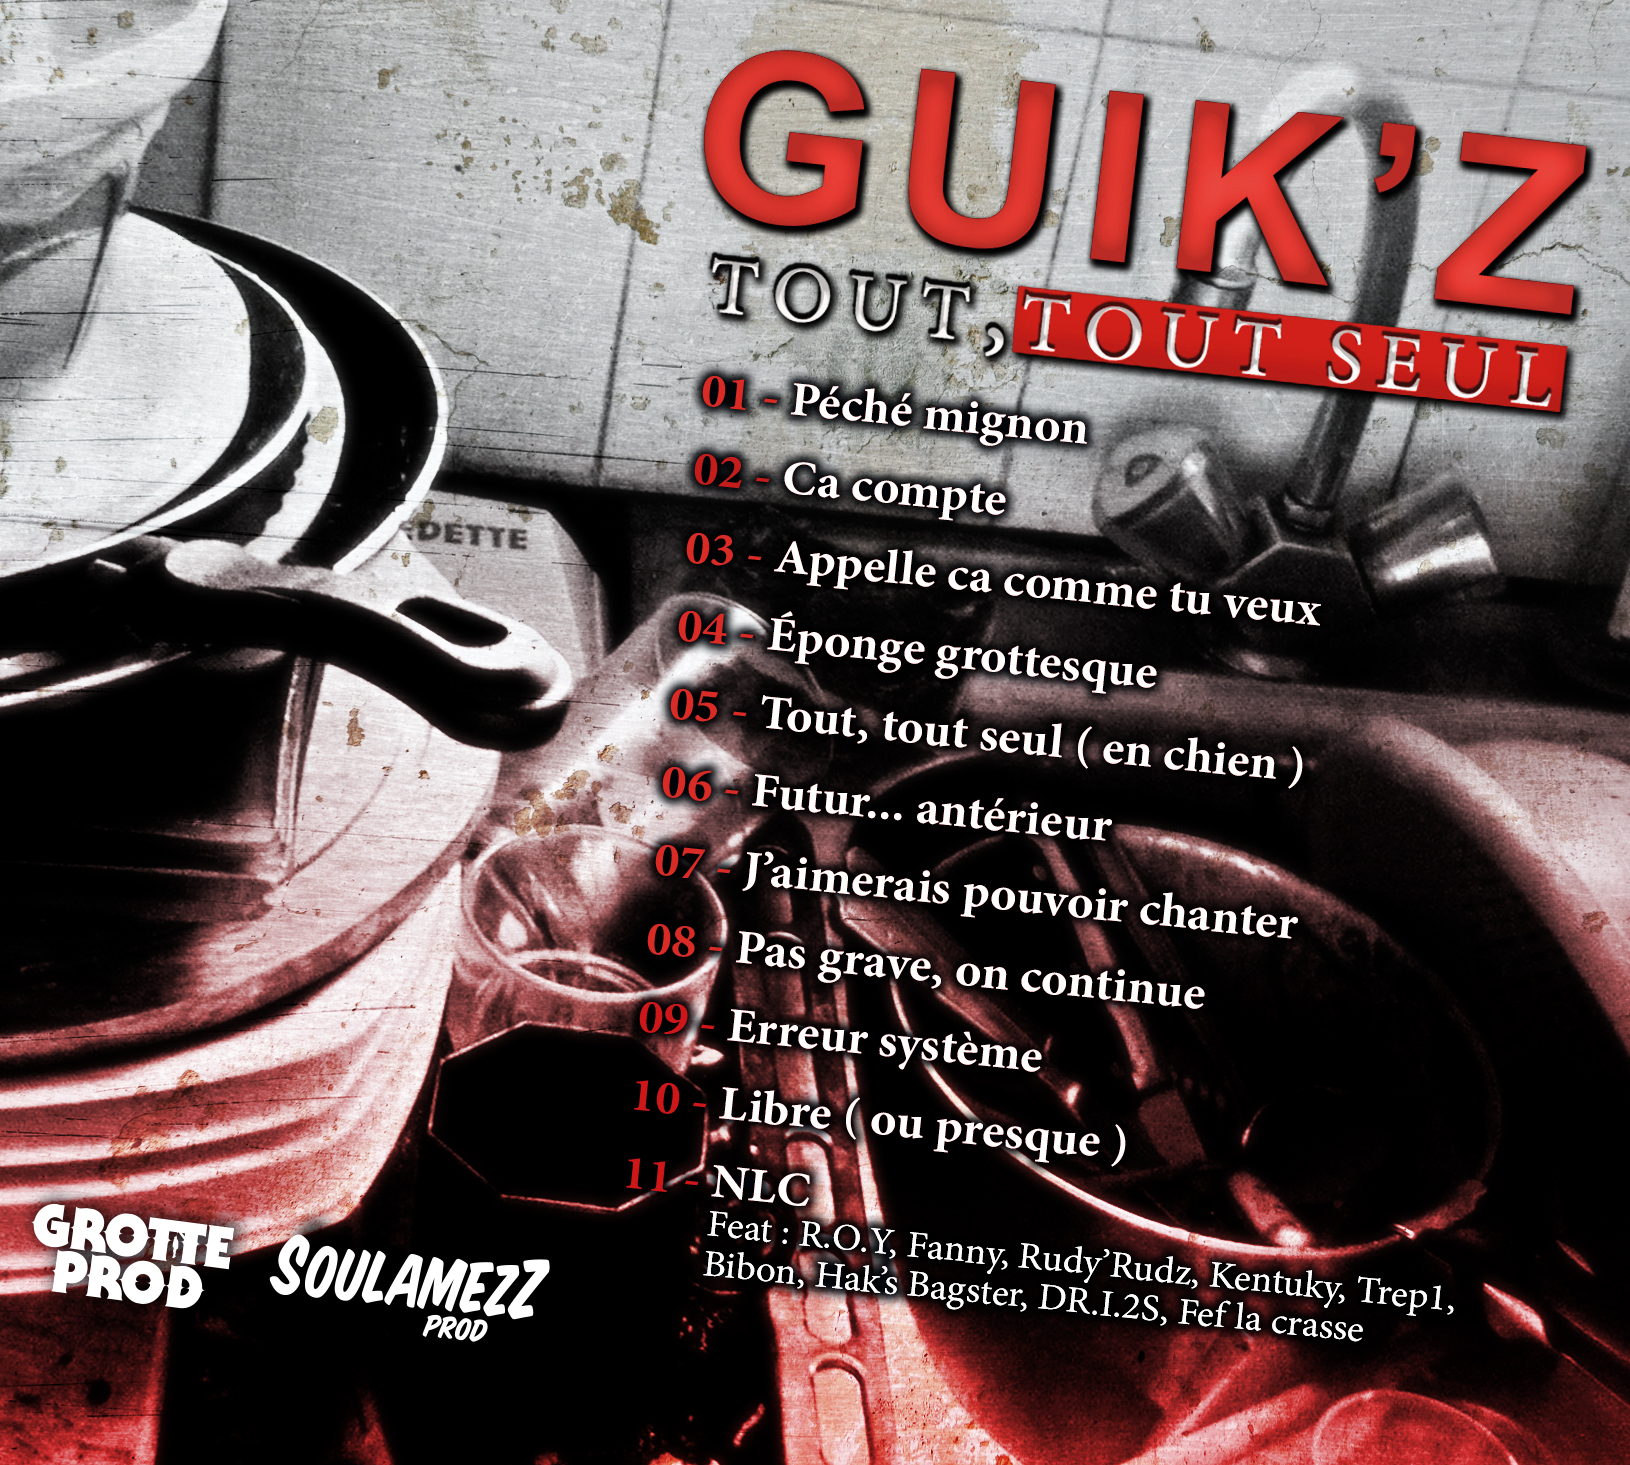 GUIK’Z
TOUT, TOUT SEUL
01 - Péché mignon
02 - Ca compte
EDETTE
03 - Appelle ca comme tu veux
04 - Éponge grottesque
05 - Tout, tout seul ( en chien )
06 - Futur... antérieur
07 - J’aimerais pouvoir chanter
08 - Pas grave, on continue
09 - Erreur système
10 - Libre ( ou presque )
11 - NLC
Feat : R.O.Y, Fanny, Rudy’Rudz, Kentuky, Trep1,
Bibon, Hak’s Bagster, DR.I.2S, Fef la crasse
GROTTE
PROD
SOULAMEZZ
PROD